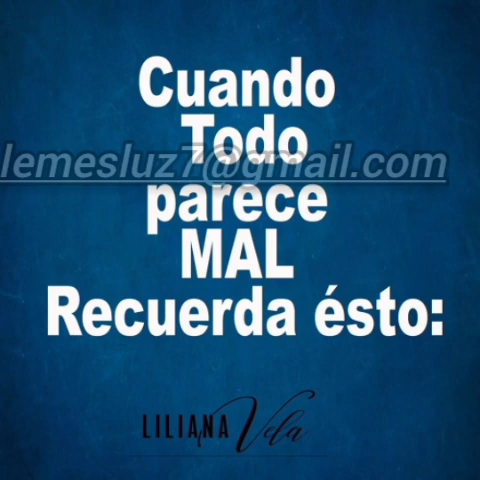 Cuando
Todo
lemesluz7@gmail.com
parece
MAL
Recuerda ésto:
LILIANA Vela